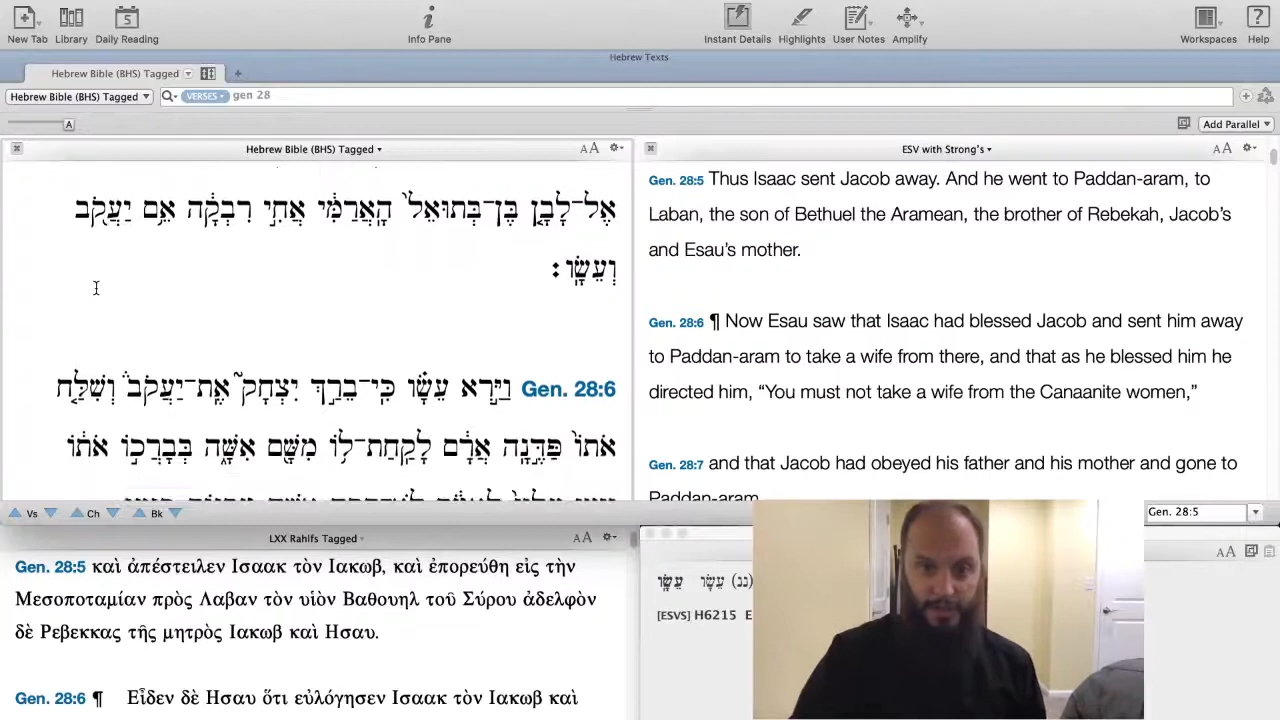 New Tab Library Daily Reading Info Pane Instant Details Highlights User Notes Amplify Workspaces Help
Hebrew Texts
Hebrew Bible (BHS) Tagged
Hebrew Bible (BHS) Tagged VERSES gen 28
A Add Parallel
Hebrew Bible (BHS) Tagged AA
אֶל־לָבָ֤ן בֶּן־בְּתוּאֵל֙ הָֽאֲרַמִּ֔י אֲחִ֣י רִבְקָ֔ה אֵ֥ם יַעֲקֹ֖ב
וְעֵשָֽׂו׃
Gen. 28:6 וַיַּ֣רְא עֵשָׂ֗ו כִּֽי־בֵרַ֣ךְ יִצְחָק֮ אֶֽת־יַעֲקֹב֒ וְשִׁלַּ֤ח
אֹתוֹ֙ פַּדֶּ֣נָֽה אֲרָ֔ם לָקַֽחַת־ל֥וֹ מִשָּׁ֖ם אִשָּׁ֑ה בְּבָרֲכ֣וֹ אֹת֔וֹ
Vs Ch Bk
ESV with Strong's AA
Gen. 28:5 Thus Isaac sent Jacob away. And he went to Paddan-aram, to
Laban, the son of Bethuel the Aramean, the brother of Rebekah, Jacob’s
and Esau’s mother.
Gen. 28:6 ¶ Now Esau saw that Isaac had blessed Jacob and sent him away
to Paddan-aram to take a wife from there, and that as he blessed him he
directed him, “You must not take a wife from the Canaanite women,”
Gen. 28:7 and that Jacob had obeyed his father and his mother and gone to
Paddan-aram
Gen. 28:5
LXX Rahlfs Tagged AA
Gen. 28:5 καὶ ἀπέστειλεν Ισαακ τὸν Ιακωβ, καὶ ἐπορεύθη εἰς τὴν
Μεσοποταμίαν πρὸς Λαβαν τὸν υἱὸν Βαθουηλ τοῦ Σύρου ἀδελφὸν
δὲ Ρεβεκκας τῆς μητρὸς Ιακωβ καὶ Ησαυ.
Gen. 28:6 ¶ Εἶδεν δὲ Ησαυ ὅτι εὐλόγησεν Ισαακ τὸν Ιακωβ καὶ
AA
עֵשָֽׂו עֵשָׂו
[ESVS] H6215 E